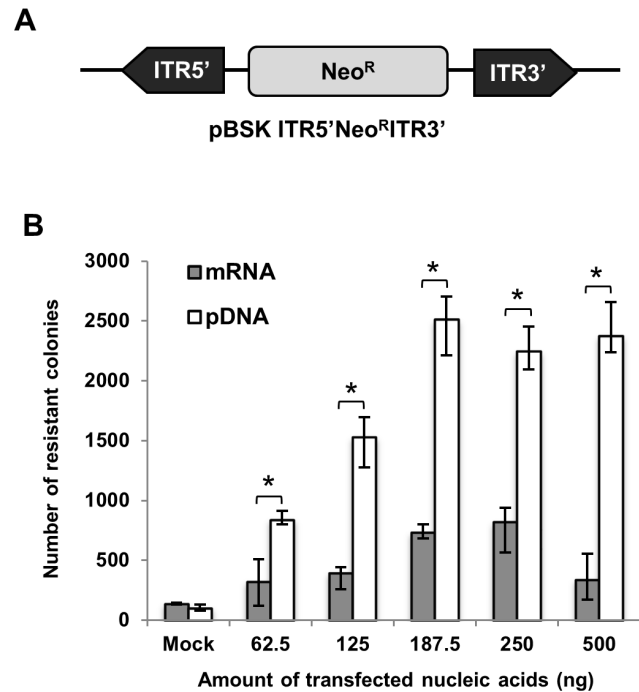 A
ITR5’ Neoᴿ ITR3’
pBSK ITR5’NeoᴿITR3’
B
3000
2500
2000
1500
1000
500
0
Number of resistant colonies
mRNA
pDNA
* * * * *
Mock 62.5 125 187.5 250 500
Amount of transfected nucleic acids (ng)